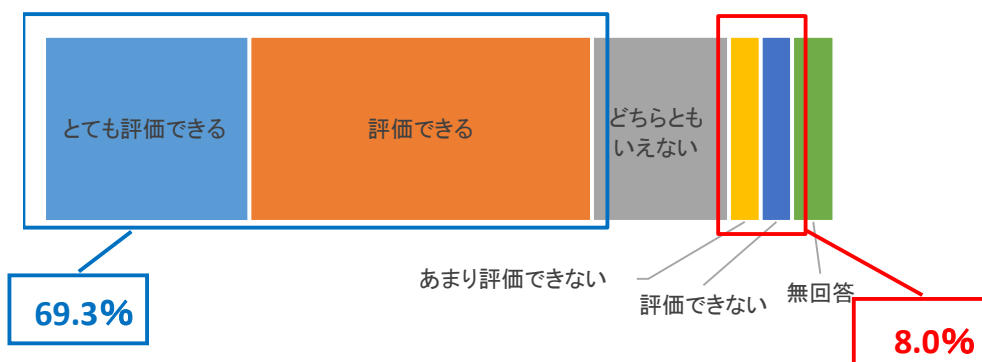 とても評価できる
評価できる
どちらとも
いえない
あまり評価できない
評価できない
無回答
69.3%
8.0%